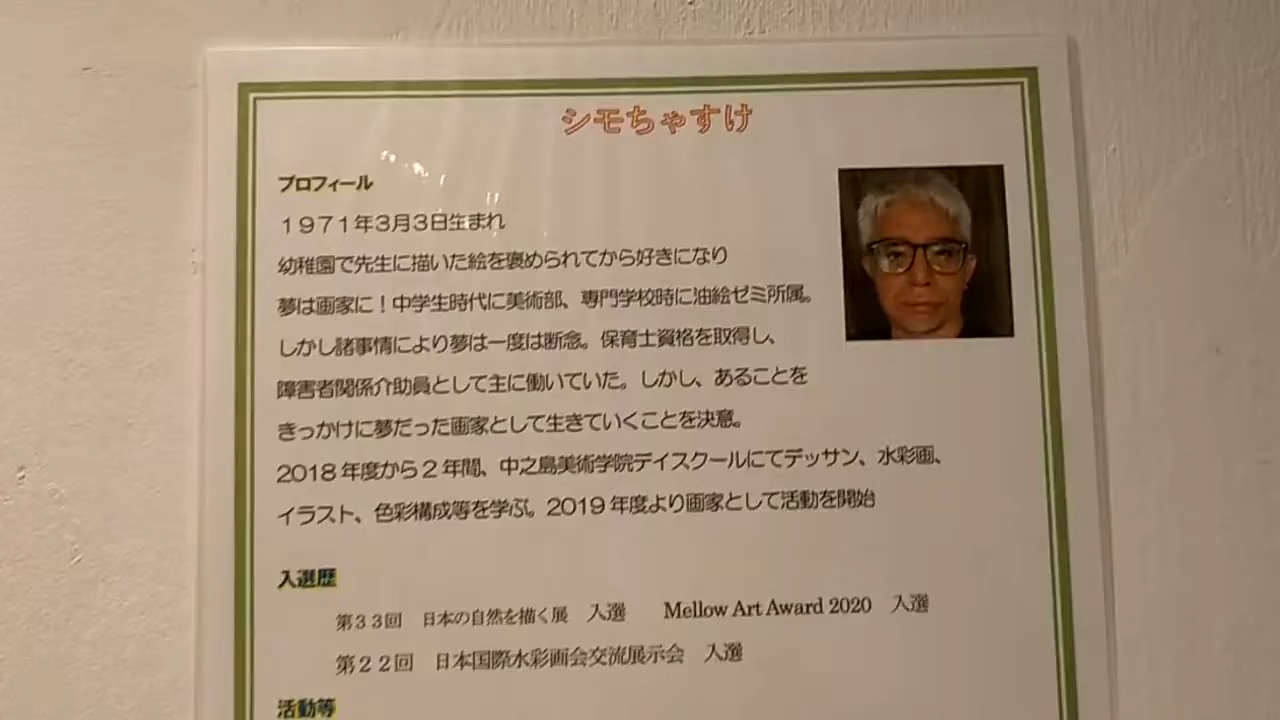 シモちゃすけ
プロフィール
１９７１年３月３日生まれ
幼稚園で先生に描いた絵を褒められてから好きになり
夢は画家に！中学生時代に美術部、専門学校時に油絵ゼミ所属。
しかし諸事情により夢は一度は断念。保育士資格を取得し、
障害者関係介助員として主に働いていた。しかし、あることを
きっかけに夢だった画家として生きていくことを決意。
2018 年度から２年間、中之島美術学院デイスクールにてデッサン、水彩画、
イラスト、色彩構成等を学ぶ。2019 年度より画家として活動を開始
入選歴
第３３回　日本の自然を描く展　入選　　Mellow Art Award 2020　入選
第２２回　日本国際水彩画会交流展示会　入選
活動等